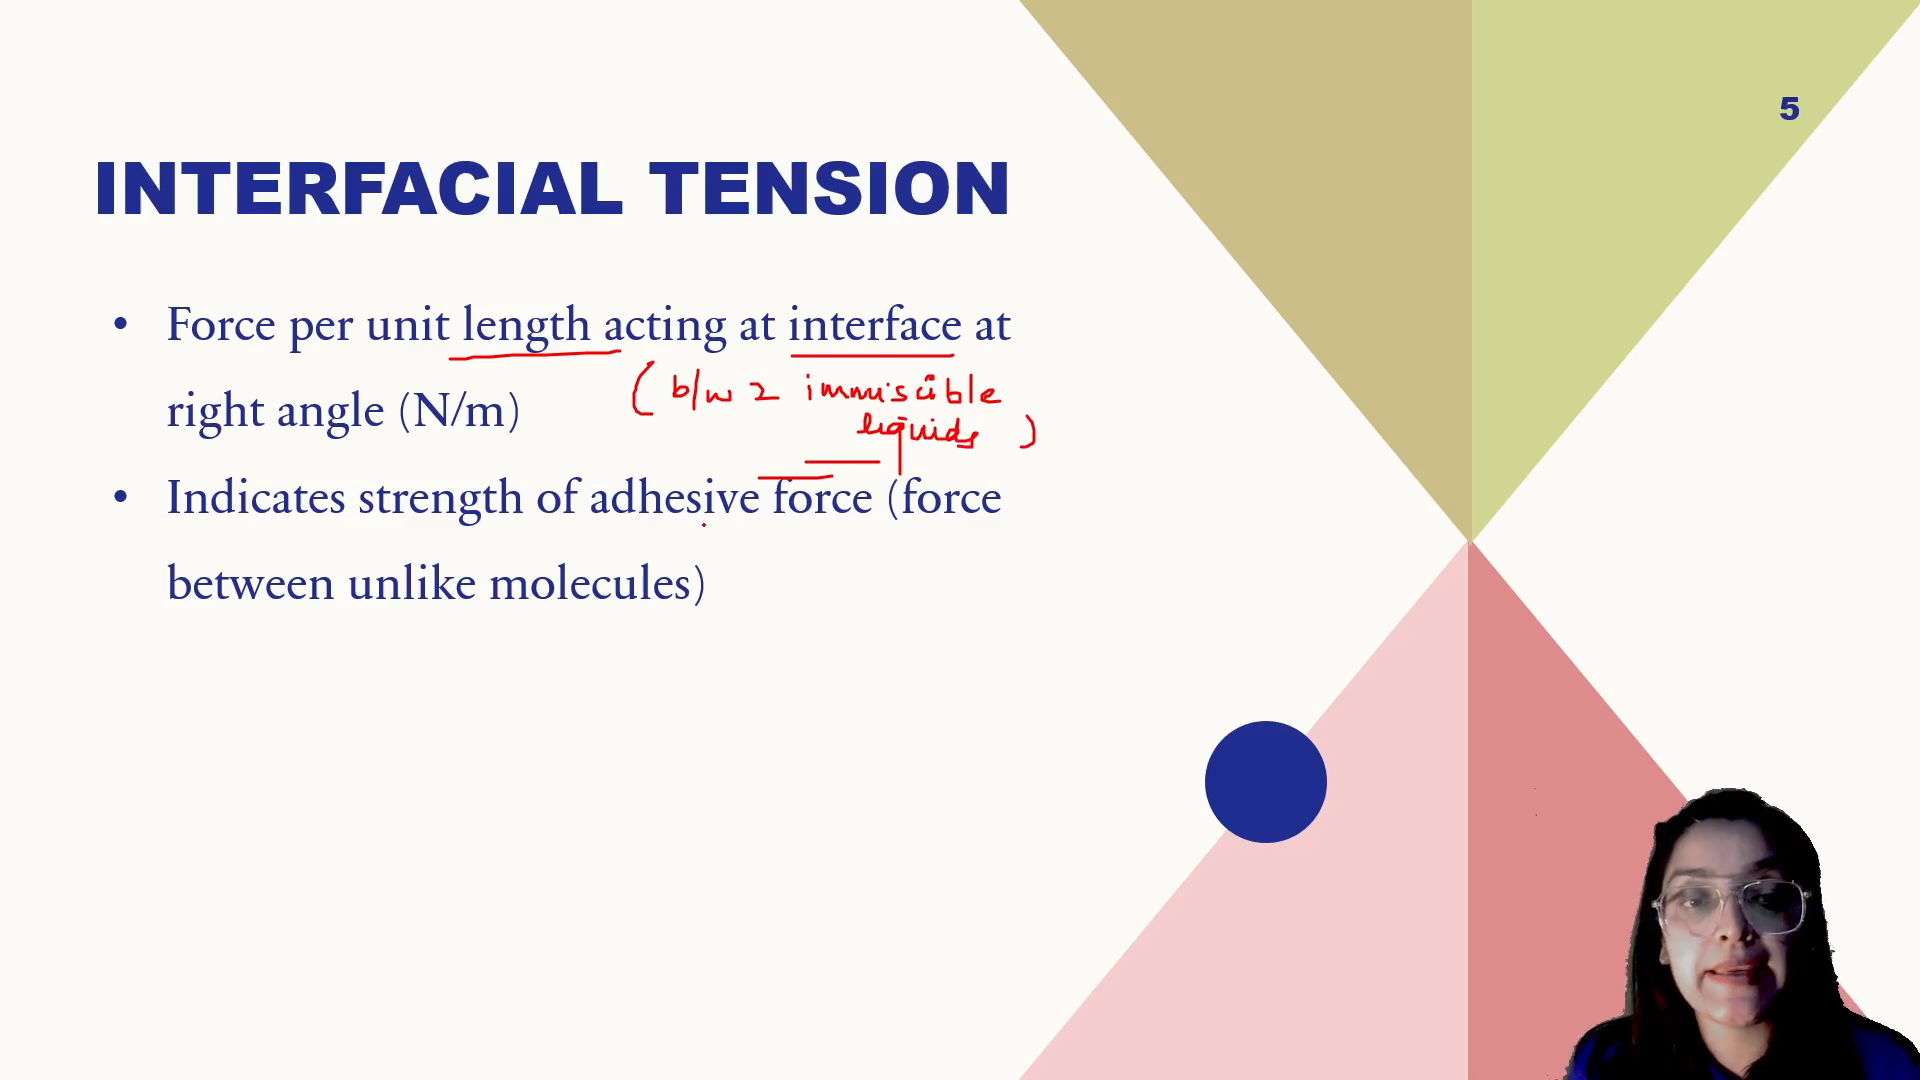 5
INTERFACIAL TENSION
• Force per unit length acting at interface at
(b/w 2 immiscible
right angle (N/m)
liquids)
• Indicates strength of adhesive force (force
between unlike molecules)